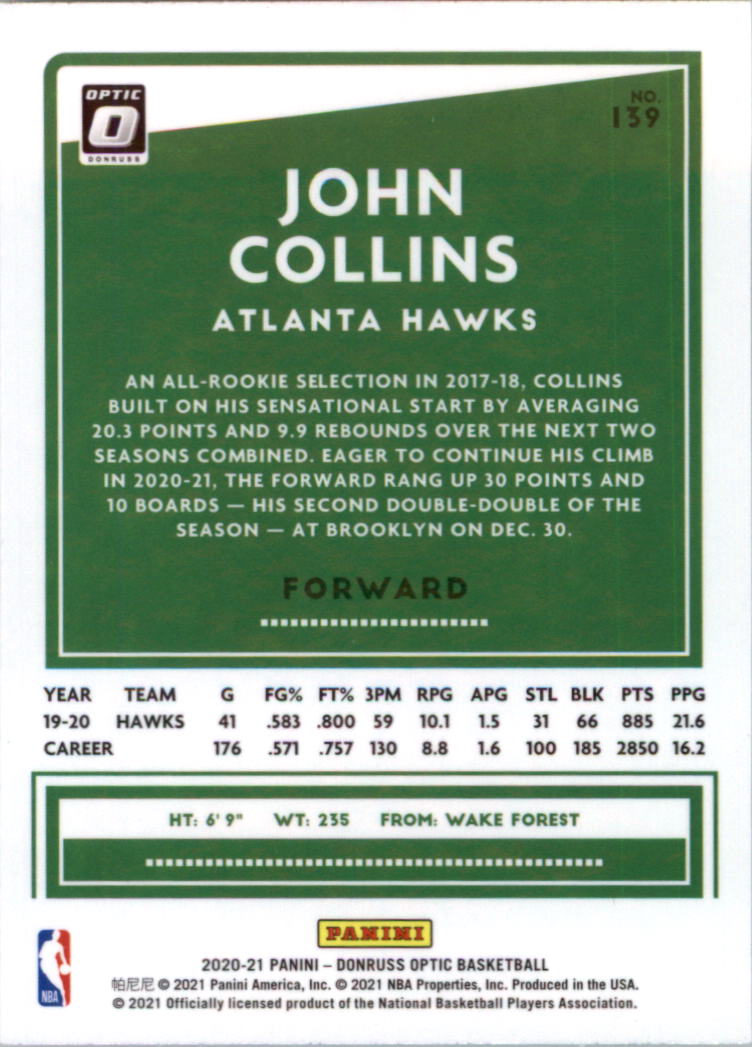 OPTIC
O
DONRUSS
NO.
139
JOHN
COLLINS
ATLANTA HAWKS
AN ALL-ROOKIE SELECTION IN 2017-18, COLLINS
BUILT ON HIS SENSATIONAL START BY AVERAGING
20.3 POINTS AND 9.9 REBOUNDS OVER THE NEXT TWO
SEASONS COMBINED. EAGER TO CONTINUE HIS CLIMB
IN 2020-21, THE FORWARD RANG UP 30 POINTS AND
10 BOARDS — HIS SECOND DOUBLE-DOUBLE OF THE
SEASON — AT BROOKLYN ON DEC. 30.
FORWARD
YEAR TEAM G FG% FT% 3PM RPG APG STL BLK PTS PPG
19-20 HAWKS 41 .583 .800 59 10.1 1.5 31 66 885 21.6
CAREER 176 .571 .757 130 8.8 1.6 100 185 2850 16.2
HT: 6' 9" WT: 235 FROM: WAKE FOREST
PANINI
NBA
2020-21 PANINI – DONRUSS OPTIC BASKETBALL
帕尼尼 © 2021 Panini America, Inc. © 2021 NBA Properties, Inc. Produced in the USA.
© 2021 Officially licensed product of the National Basketball Players Association.